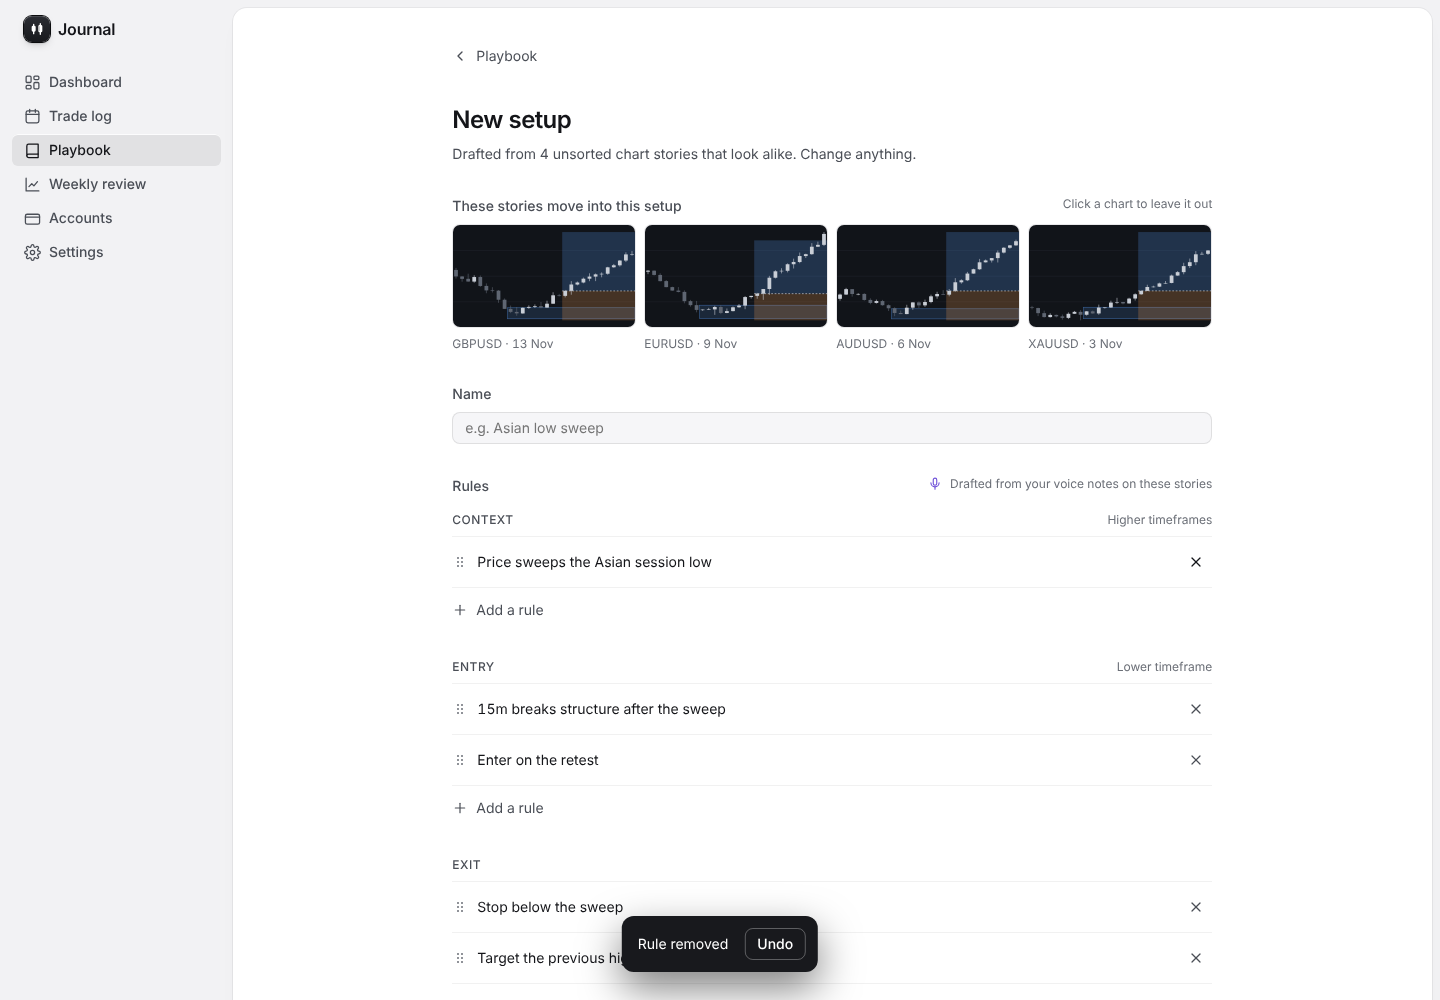 Journal
Dashboard
Trade log
Playbook
Weekly review
Accounts
Settings
Playbook
New setup
Drafted from 4 unsorted chart stories that look alike. Change anything.
These stories move into this setup
Click a chart to leave it out
GBPUSD · 13 Nov
EURUSD · 9 Nov
AUDUSD · 6 Nov
XAUUSD · 3 Nov
Name
e.g. Asian low sweep
Rules
Drafted from your voice notes on these stories
CONTEXT
Higher timeframes
Price sweeps the Asian session low
Add a rule
ENTRY
Lower timeframe
15m breaks structure after the sweep
Enter on the retest
Add a rule
EXIT
Stop below the sweep
Target the previous
Rule removed
Undo